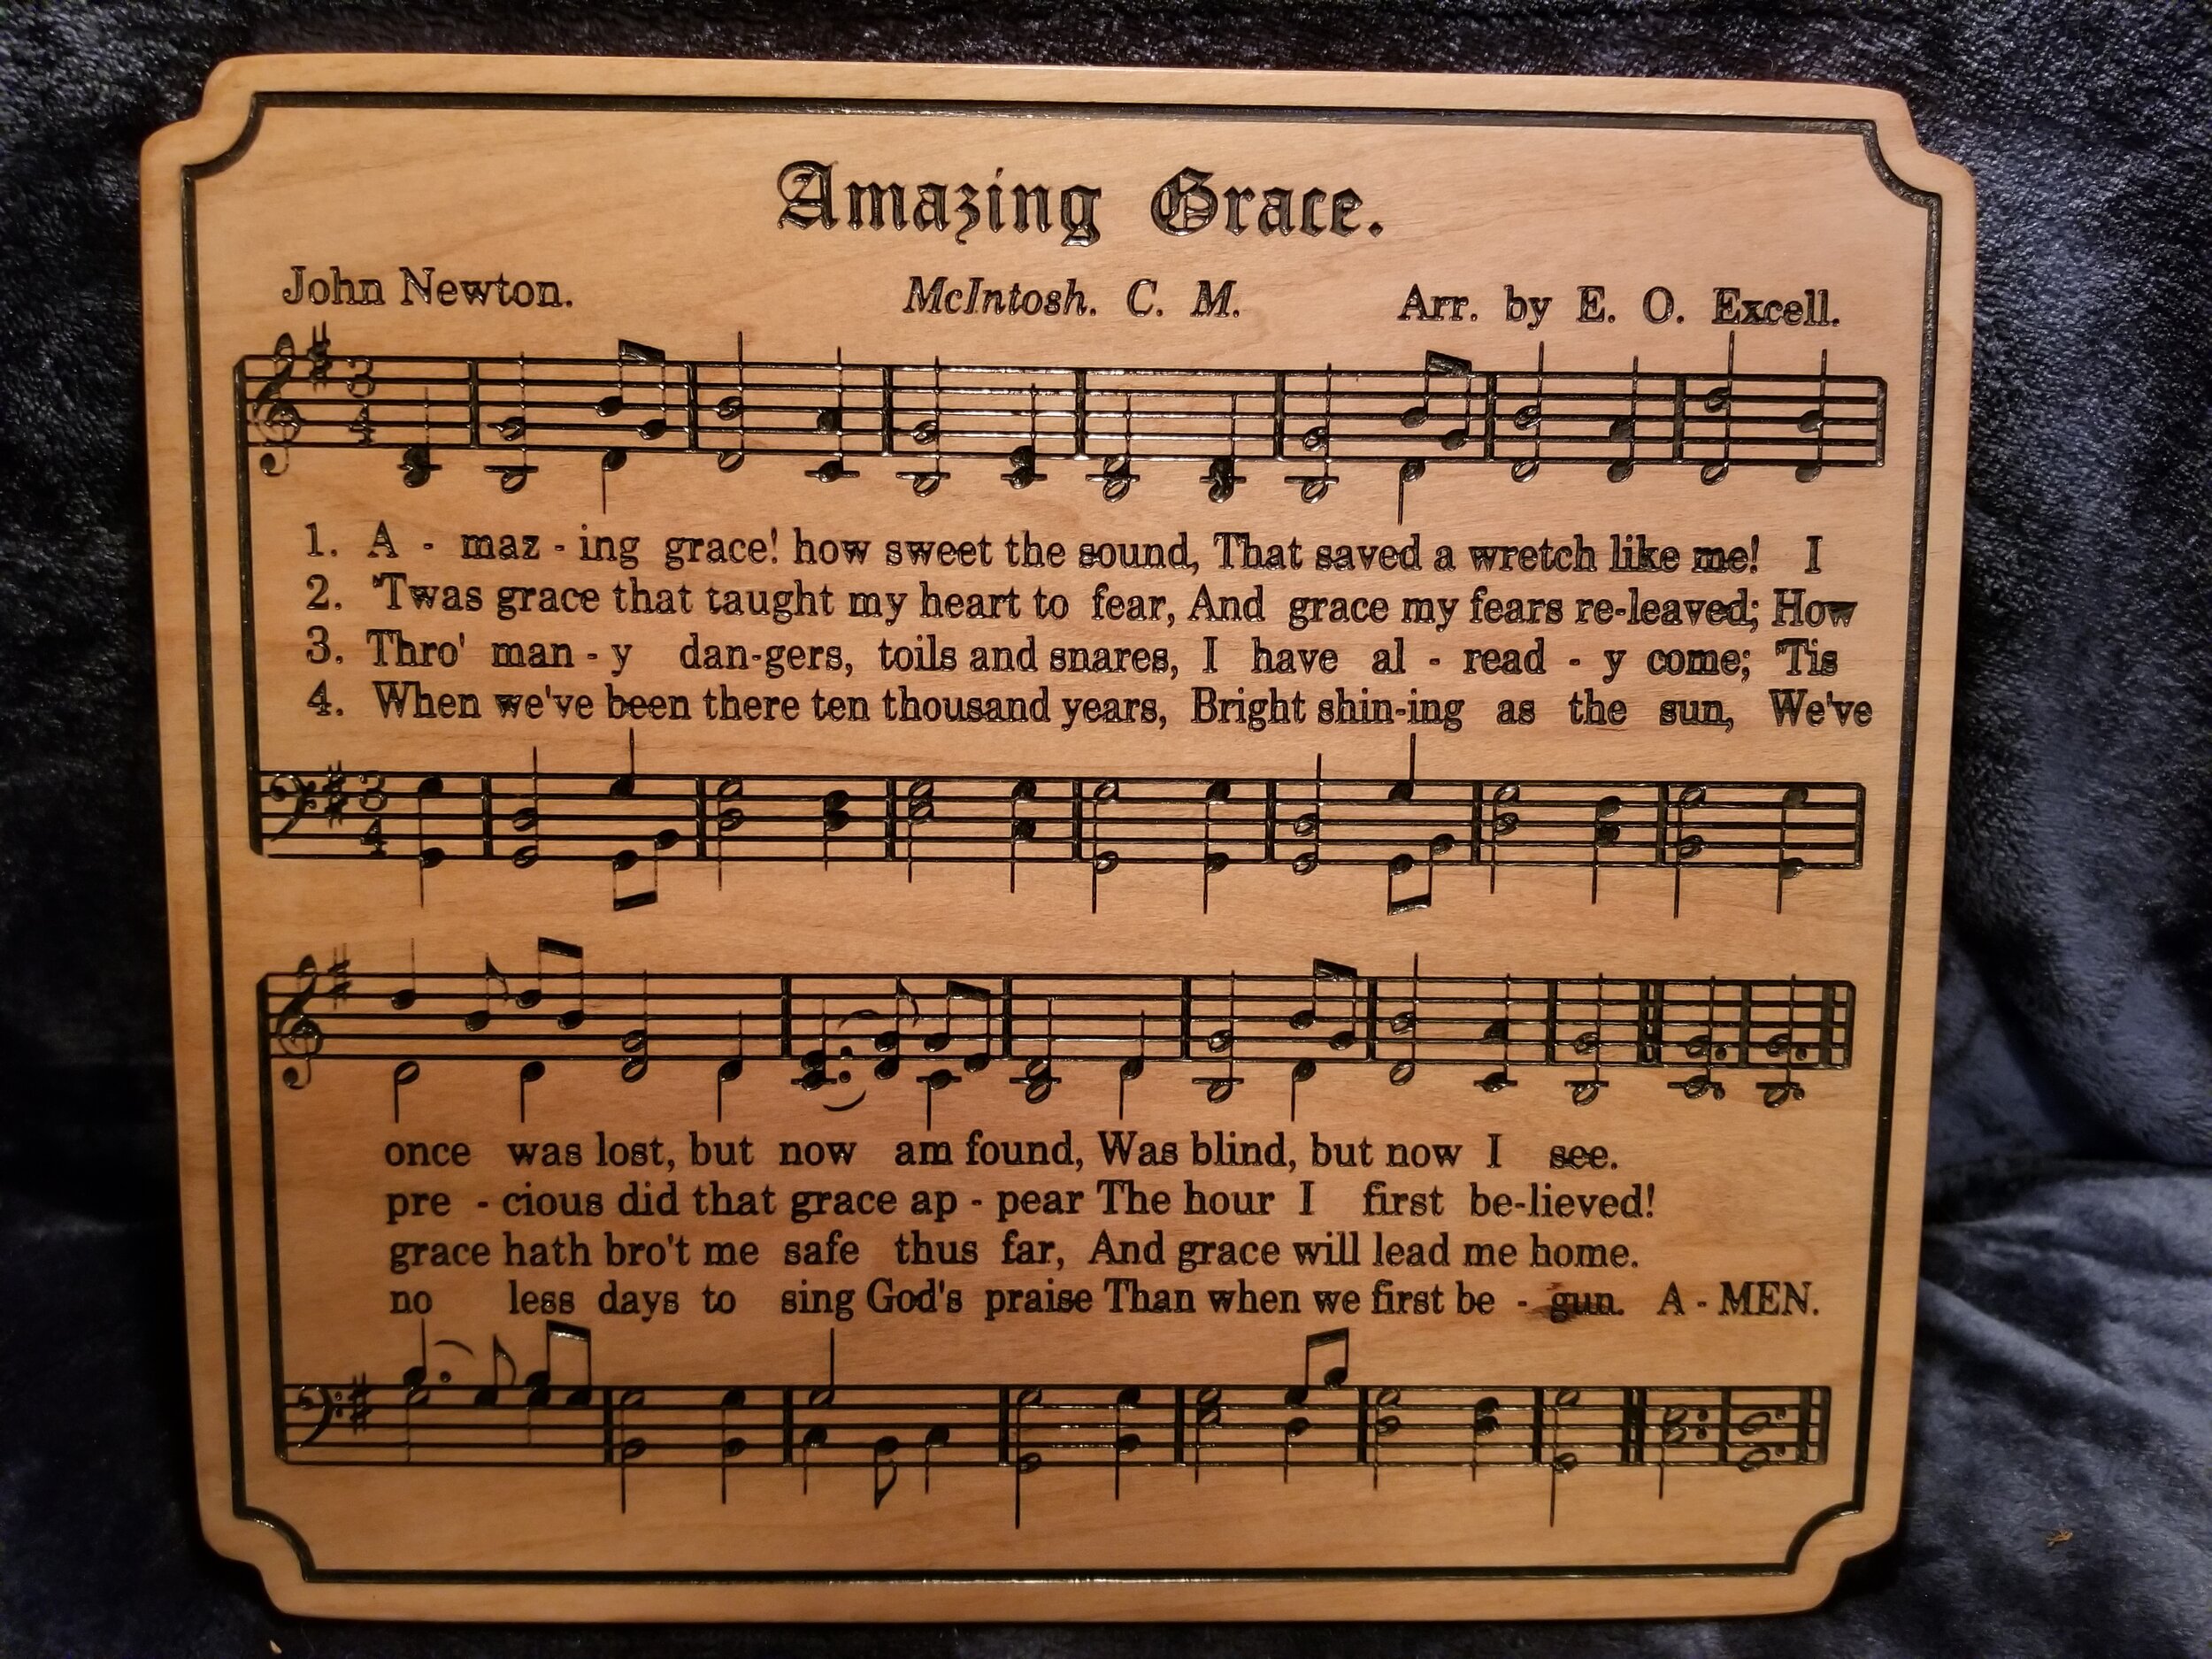 Amazing Grace.
John Newton. McIntosh. C. M. Arr. by E. O. Excell.
3
4
1. A - maz - ing grace! how sweet the sound, That saved a wretch like me! I
2. 'Twas grace that taught my heart to fear, And grace my fears re-leaved; How
3. Thro' man - y dan-gers, toils and snares, I have al - read - y come; 'Tis
4. When we've been there ten thousand years, Bright shin-ing as the sun, We've
3
4
once was lost, but now am found, Was blind, but now I see.
pre - cious did that grace ap - pear The hour I first be-lieved!
grace hath bro't me safe thus far, And grace will lead me home.
no less days to sing God's praise Than when we first be - gun. A - MEN.